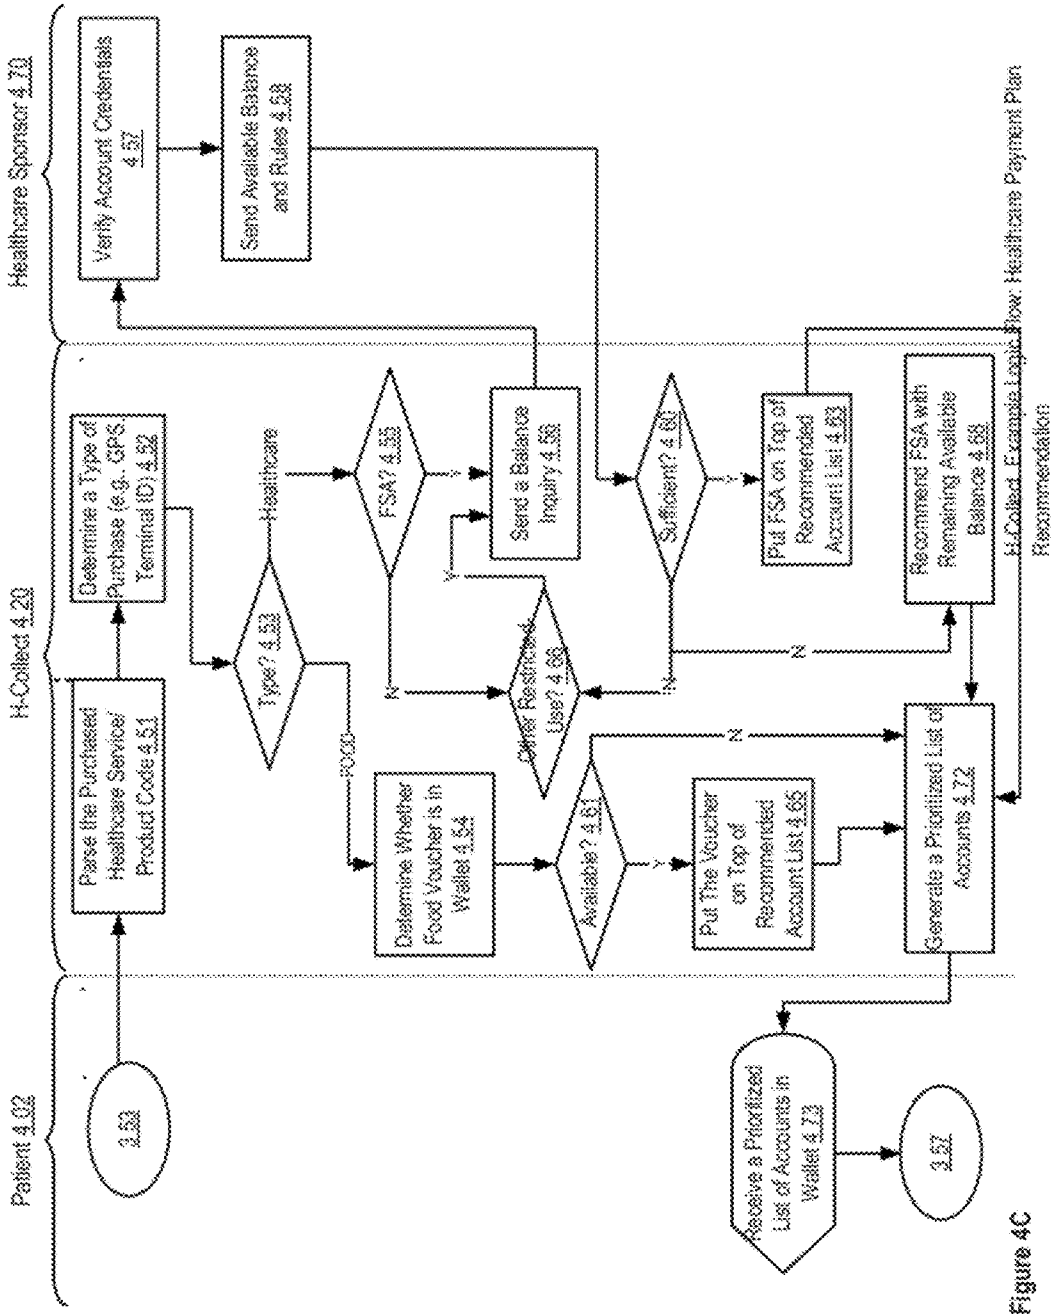 Patient 4.02
H-Collect 4.20
Healthcare Sponsor 4.70
3.53
Parse the Purchased
Healthcare Service/
Product Code 4.51
Determine a Type of
Purchase (e.g., GPS,
Terminal ID) 4.52
Verify Account Credentials
4.57
Send Available Balance
and Rules 4.58
Type? 4.53
Healthcare
FOOD
FSA? 4.55
Y
N
Determine Whether
Food Voucher is in
Wallet 4.54
Other Restricted
Use? 4.66
Y
Send a Balance
Inquiry 4.56
Available? 4.61
Y
N
Sufficient? 4.60
Y
N
N
Put The Voucher
on Top of
Recommended
Account List 4.65
Put FSA on Top of
Recommended
Account List 4.63
Recommend FSA with
Remaining Available
Balance 4.68
Generate a Prioritized List of
Accounts 4.72
Receive a Prioritized
List of Accounts in
Wallet 4.73
3.57
Figure 4C
H-Collect Example Logic Flow: Healthcare Payment Plan
Recommendation